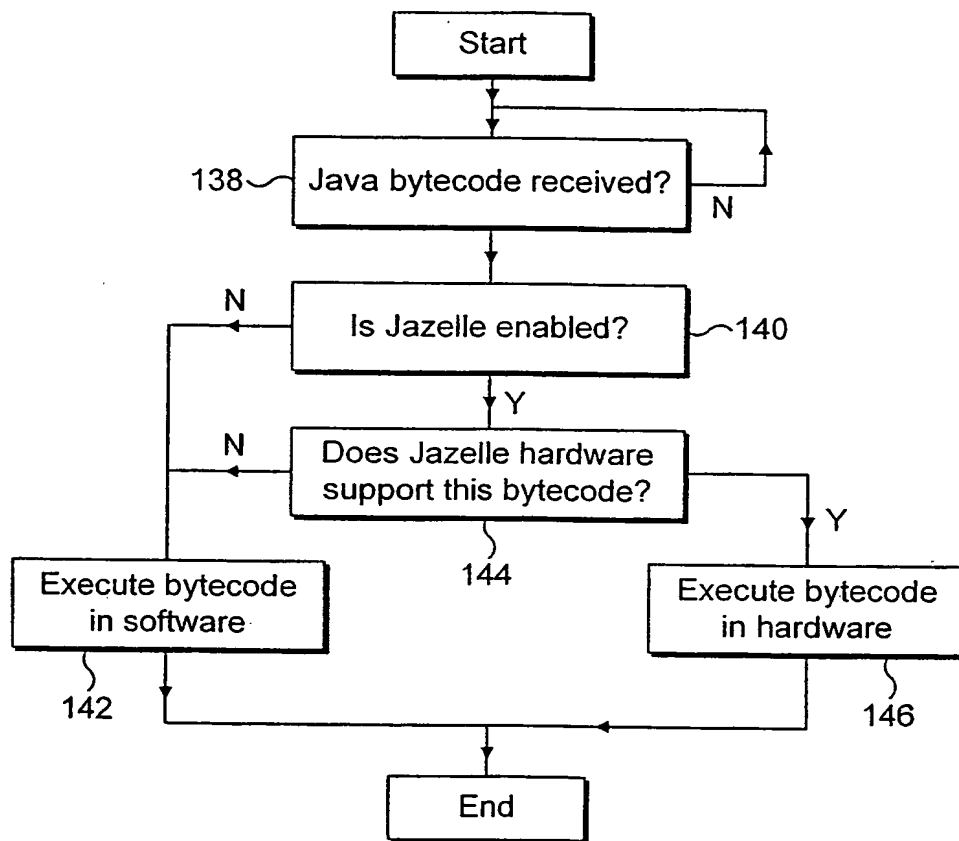 Start
138
Java bytecode received?
N
N
Is Jazelle enabled?
140
Y
N
Does Jazelle hardware
support this bytecode?
Y
144
Execute bytecode
in software
Execute bytecode
in hardware
142
146
End